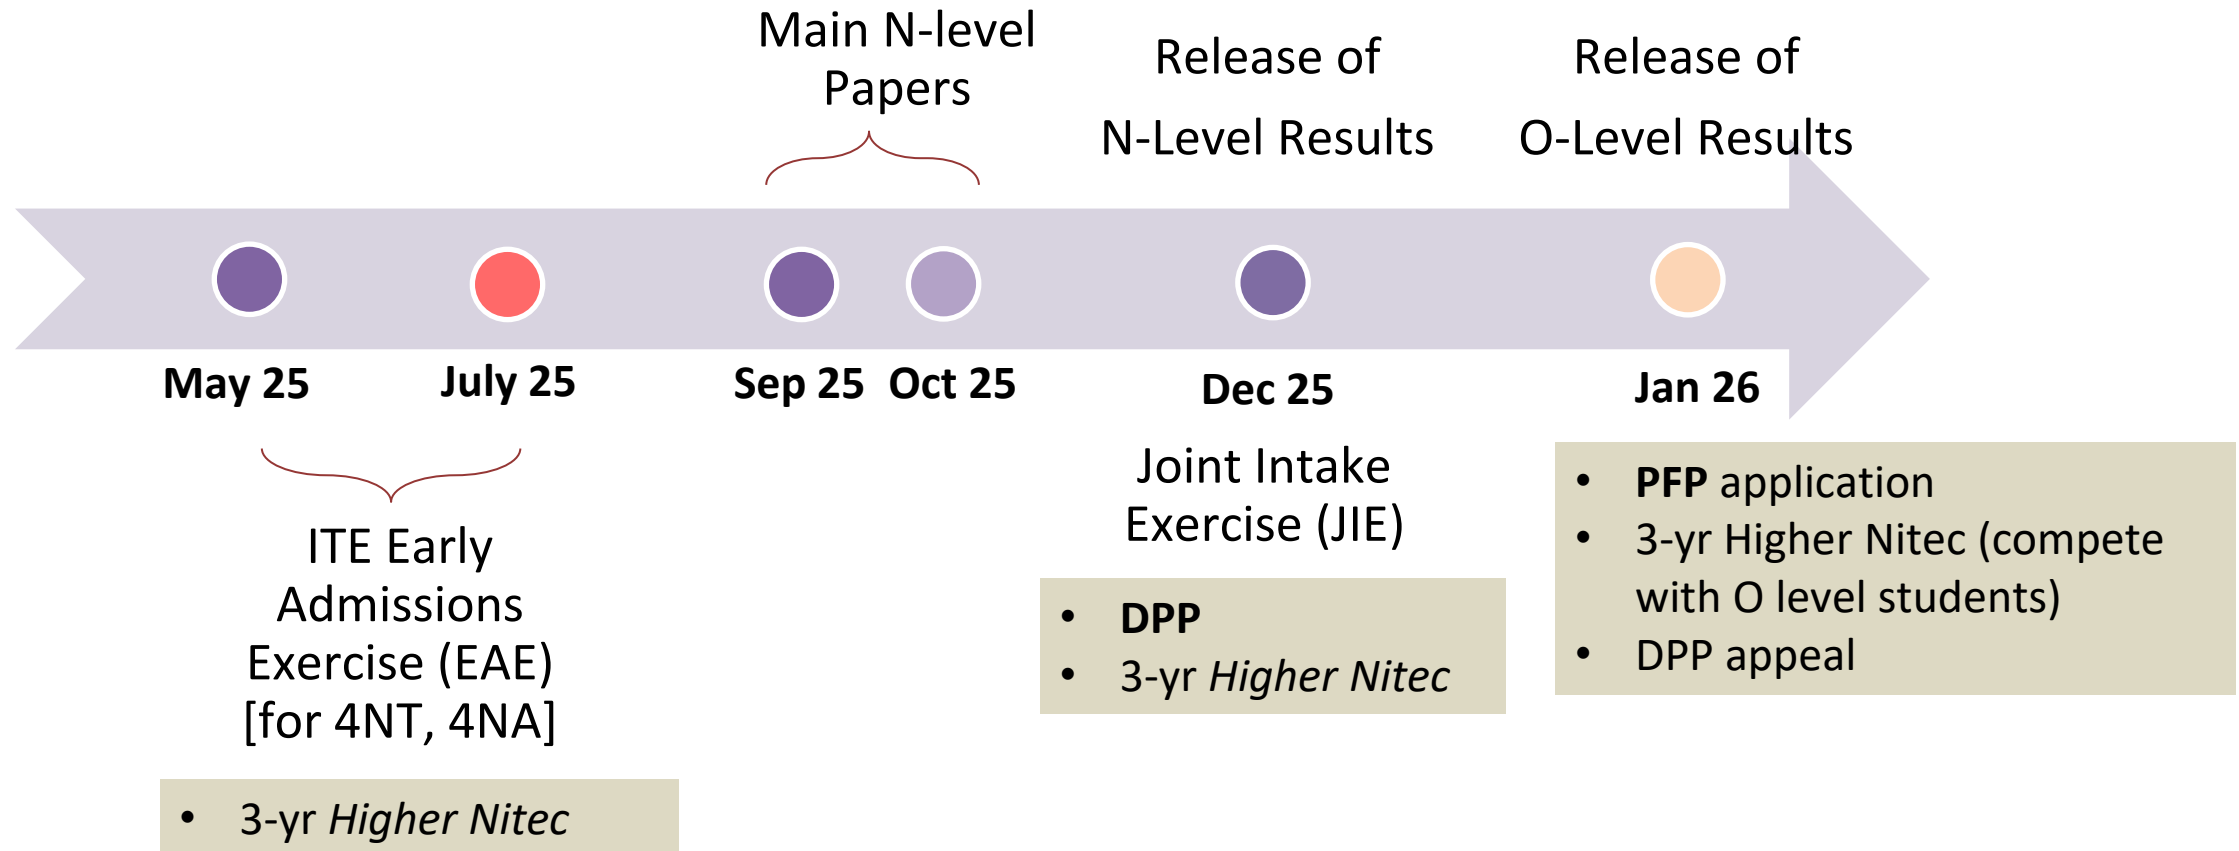 Main N-level
Papers
Release of
N-Level Results
Release of
O-Level Results
May 25
July 25
Sep 25
Oct 25
Dec 25
Jan 26
ITE Early
Admissions
Exercise (EAE)
[for 4NT, 4NA]
• 3-yr Higher Nitec
Joint Intake
Exercise (JIE)
• DPP
• 3-yr Higher Nitec
• PFP application
• 3-yr Higher Nitec (compete
with O level students)
• DPP appeal